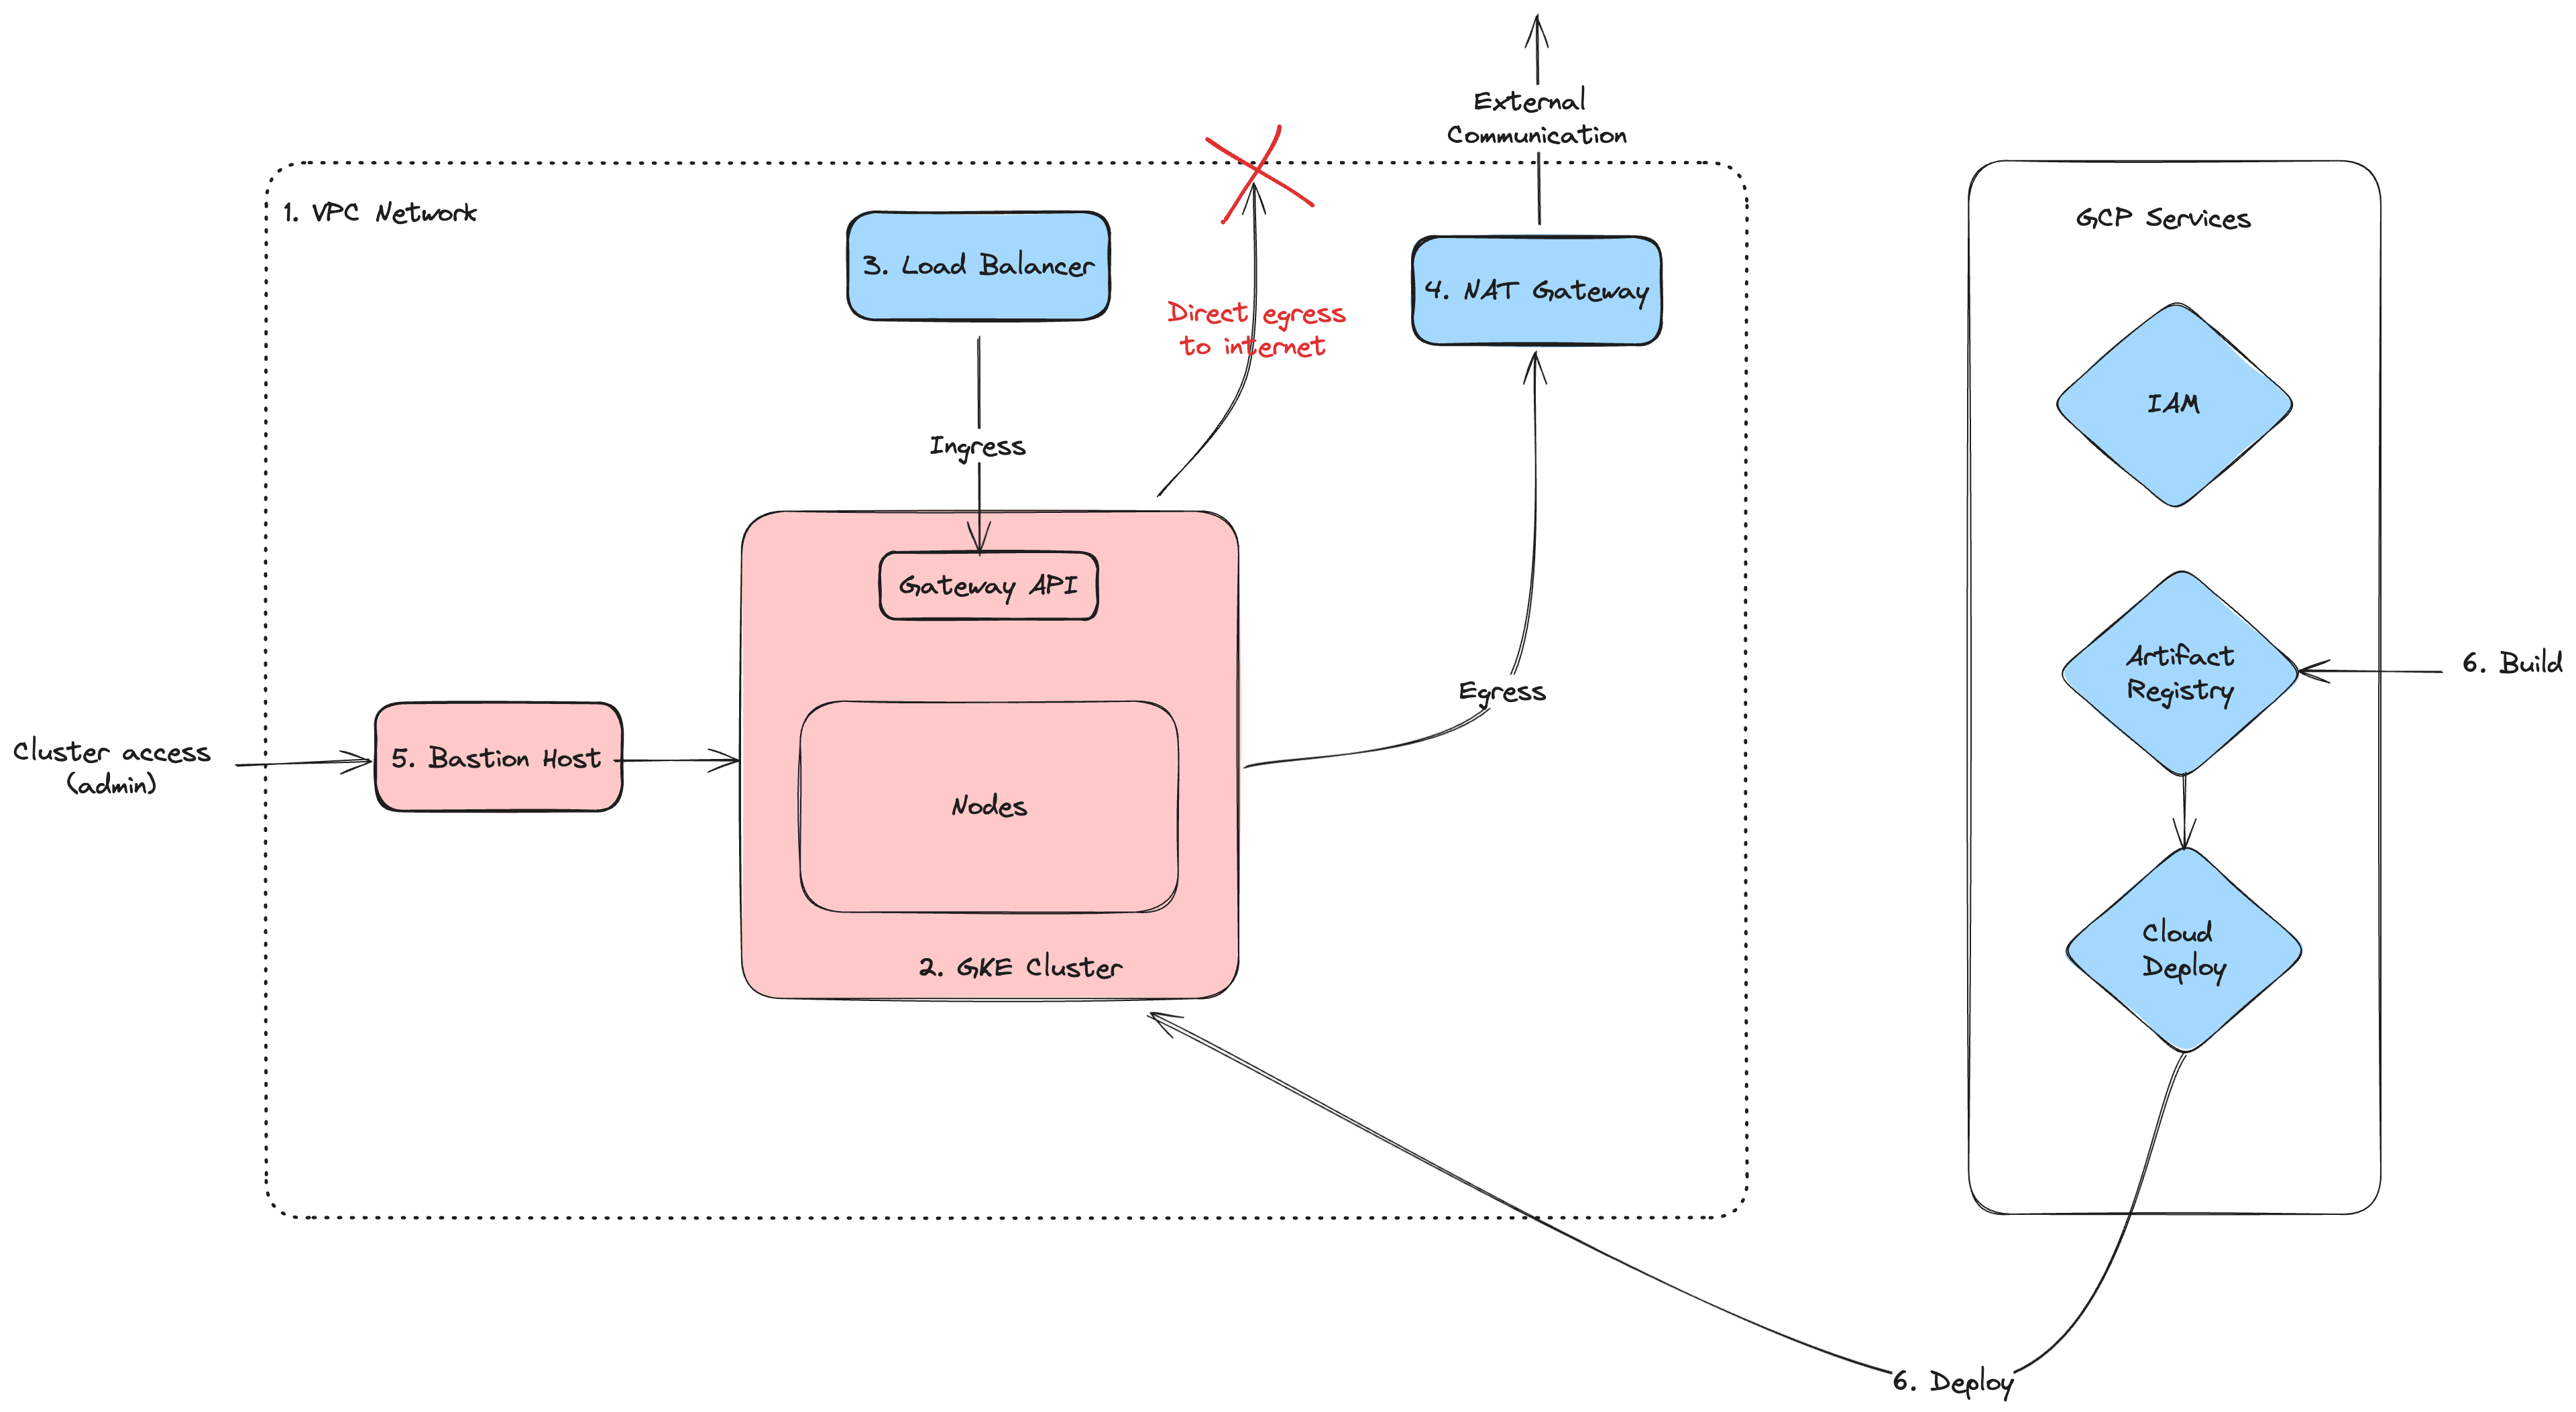 External
Communication
1. VPC Network
GCP Services
3. Load Balancer
4. NAT Gateway
Direct egress
to internet
IAM
Ingress
Gateway API
Artifact
Registry
6. Build
Egress
Cluster access
(admin)
5. Bastion Host
Nodes
Cloud
Deploy
2. GKE Cluster
6. Deploy